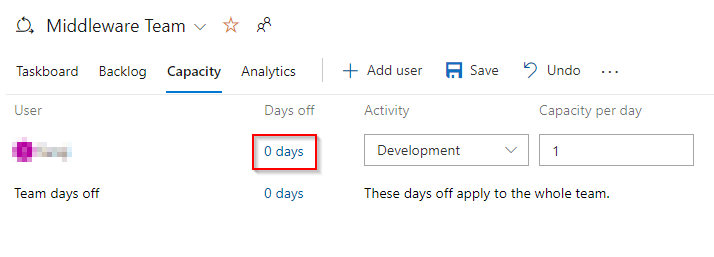 Middleware Team
Taskboard Backlog Capacity Analytics Add user Save Undo ...
User Days off Activity Capacity per day
0 days Development 1
Team days off 0 days These days off apply to the whole team.